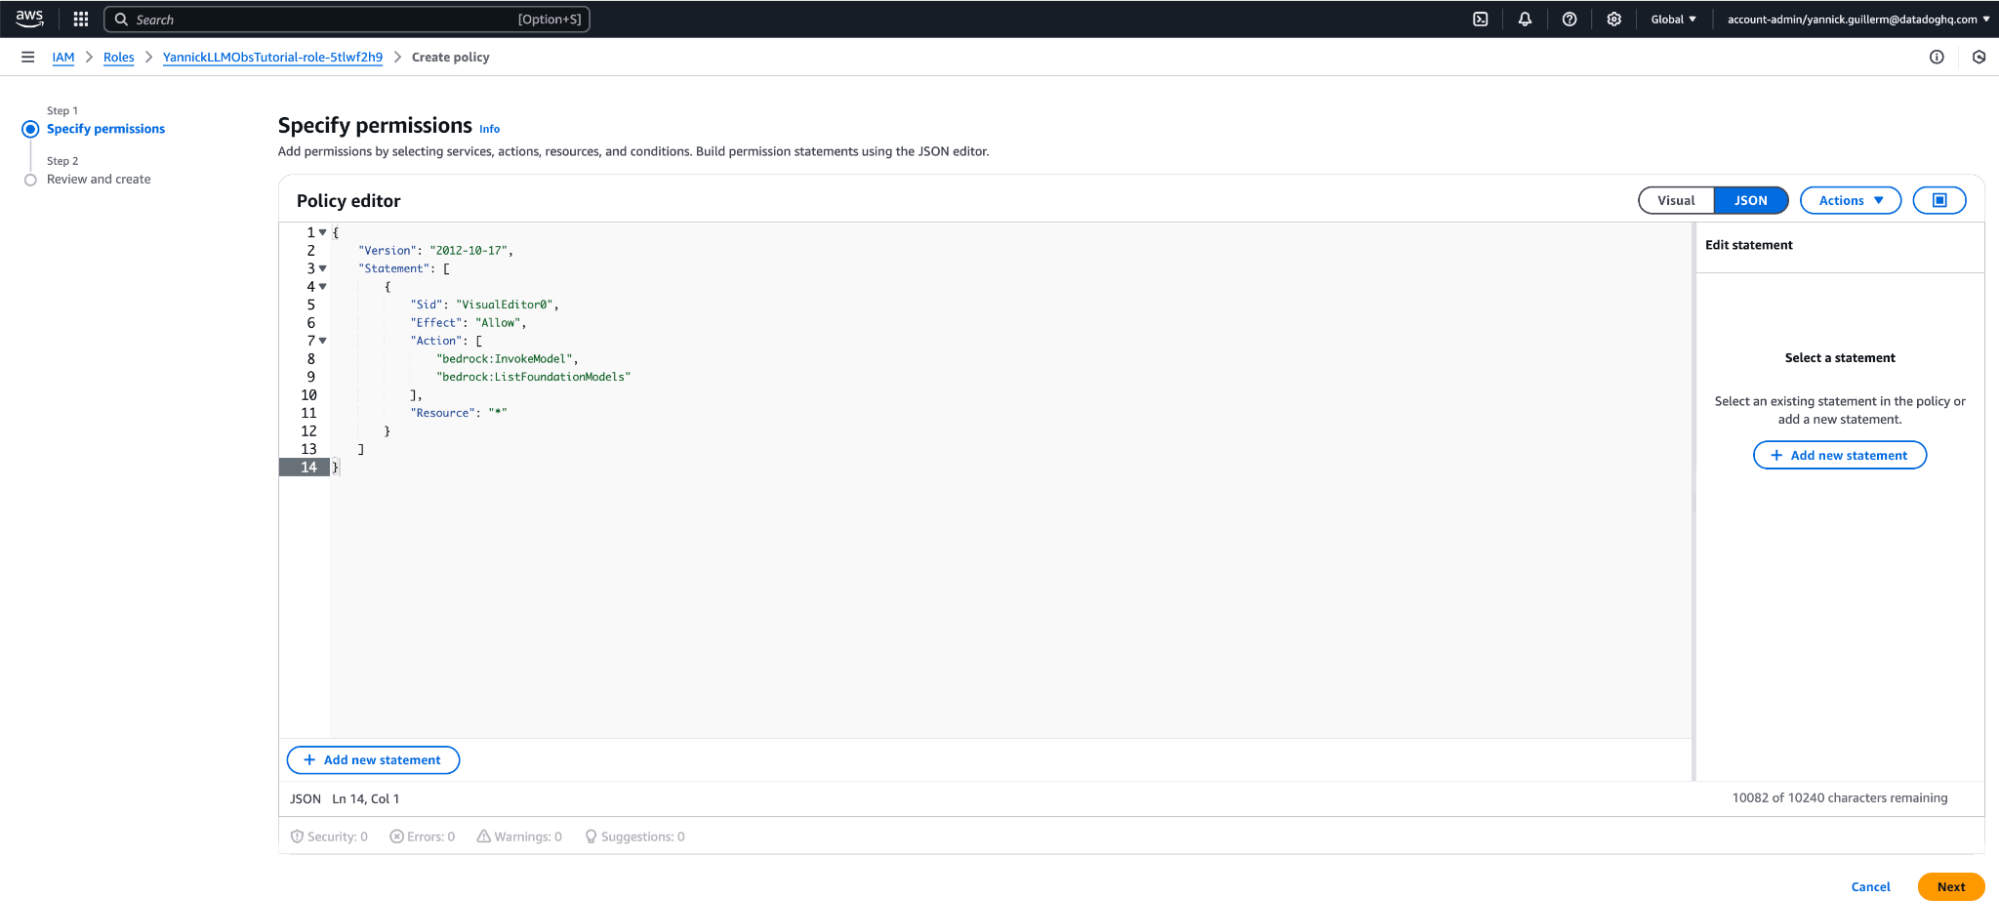 aws
Search [Option+S]
Global
account-admin/yannick.guillerm@datadoghq.com
IAM > Roles > YannickLLMObsTutorial-role-5tlwf2h9 > Create policy
Step 1
Specify permissions
Step 2
Review and create
Specify permissions Info
Add permissions by selecting services, actions, resources, and conditions. Build permission statements using the JSON editor.
Policy editor
Visual JSON Actions
1 {
2 "Version": "2012-10-17",
3 "Statement": [
4 {
5 "Sid": "VisualEditor0",
6 "Effect": "Allow",
7 "Action": [
8 "bedrock:InvokeModel",
9 "bedrock:ListFoundationModels"
10 ],
11 "Resource": "*"
12 }
13 ]
14 }
Edit statement
Select a statement
Select an existing statement in the policy or
add a new statement.
+ Add new statement
+ Add new statement
JSON Ln 14, Col 1
10082 of 10240 characters remaining
Security: 0 Errors: 0 Warnings: 0 Suggestions: 0
Cancel Next